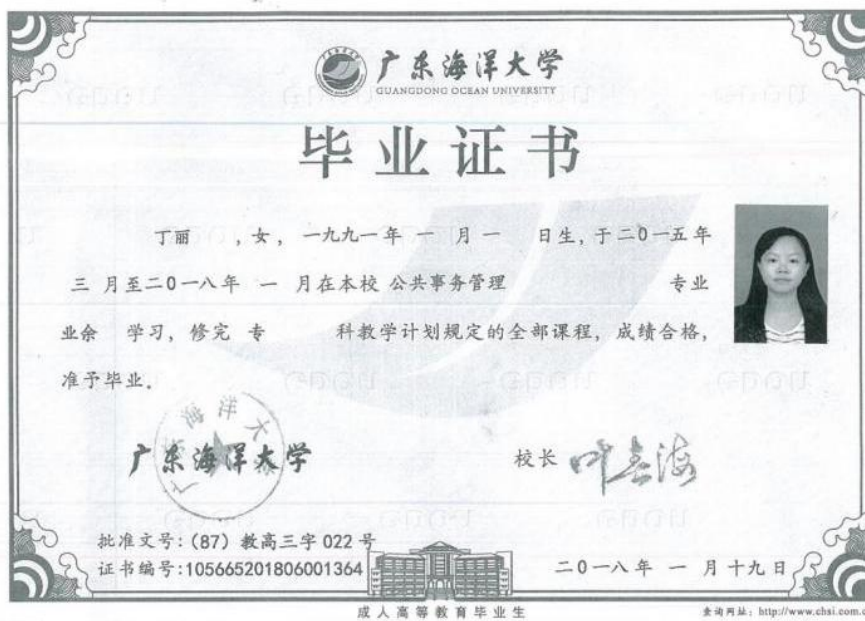 广东海洋大学
GUANGDONG OCEAN UNIVERSITY
毕业证书
丁丽 ,女, 一九九一年 一 月 一 日生,于二0一五年
三 月至二0一八年 一 月在本校 公共事务管理 专业
业余 学习, 修完 专 科教学计划规定的全部课程, 成绩合格,
准予毕业.
广东海洋大学
校长
批准文号:(87) 教高三字 022 号
证书编号:105665201806001364
二0一八年 一 月十九日
成人高等教育毕业生
查询网址: http://www.chsi.com.c